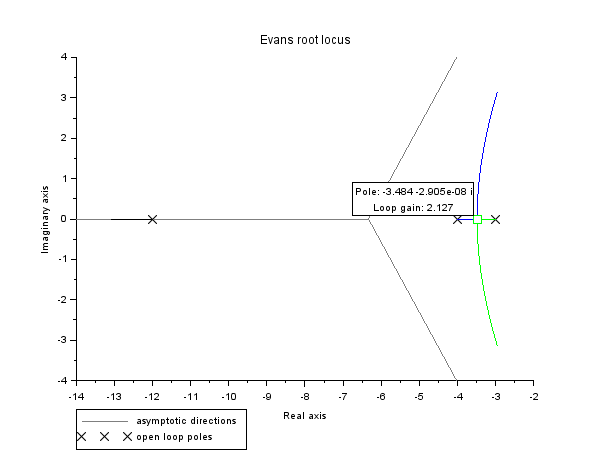 Evans root locus
4
3
2
1
0
-1
-2
-3
-4
Imaginary axis
Pole: -3.484 -2.905e-08 i
Loop gain: 2.127
-14 -13 -12 -11 -10 -9 -8 -7 -6 -5 -4 -3 -2
Real axis
asymptotic directions
open loop poles